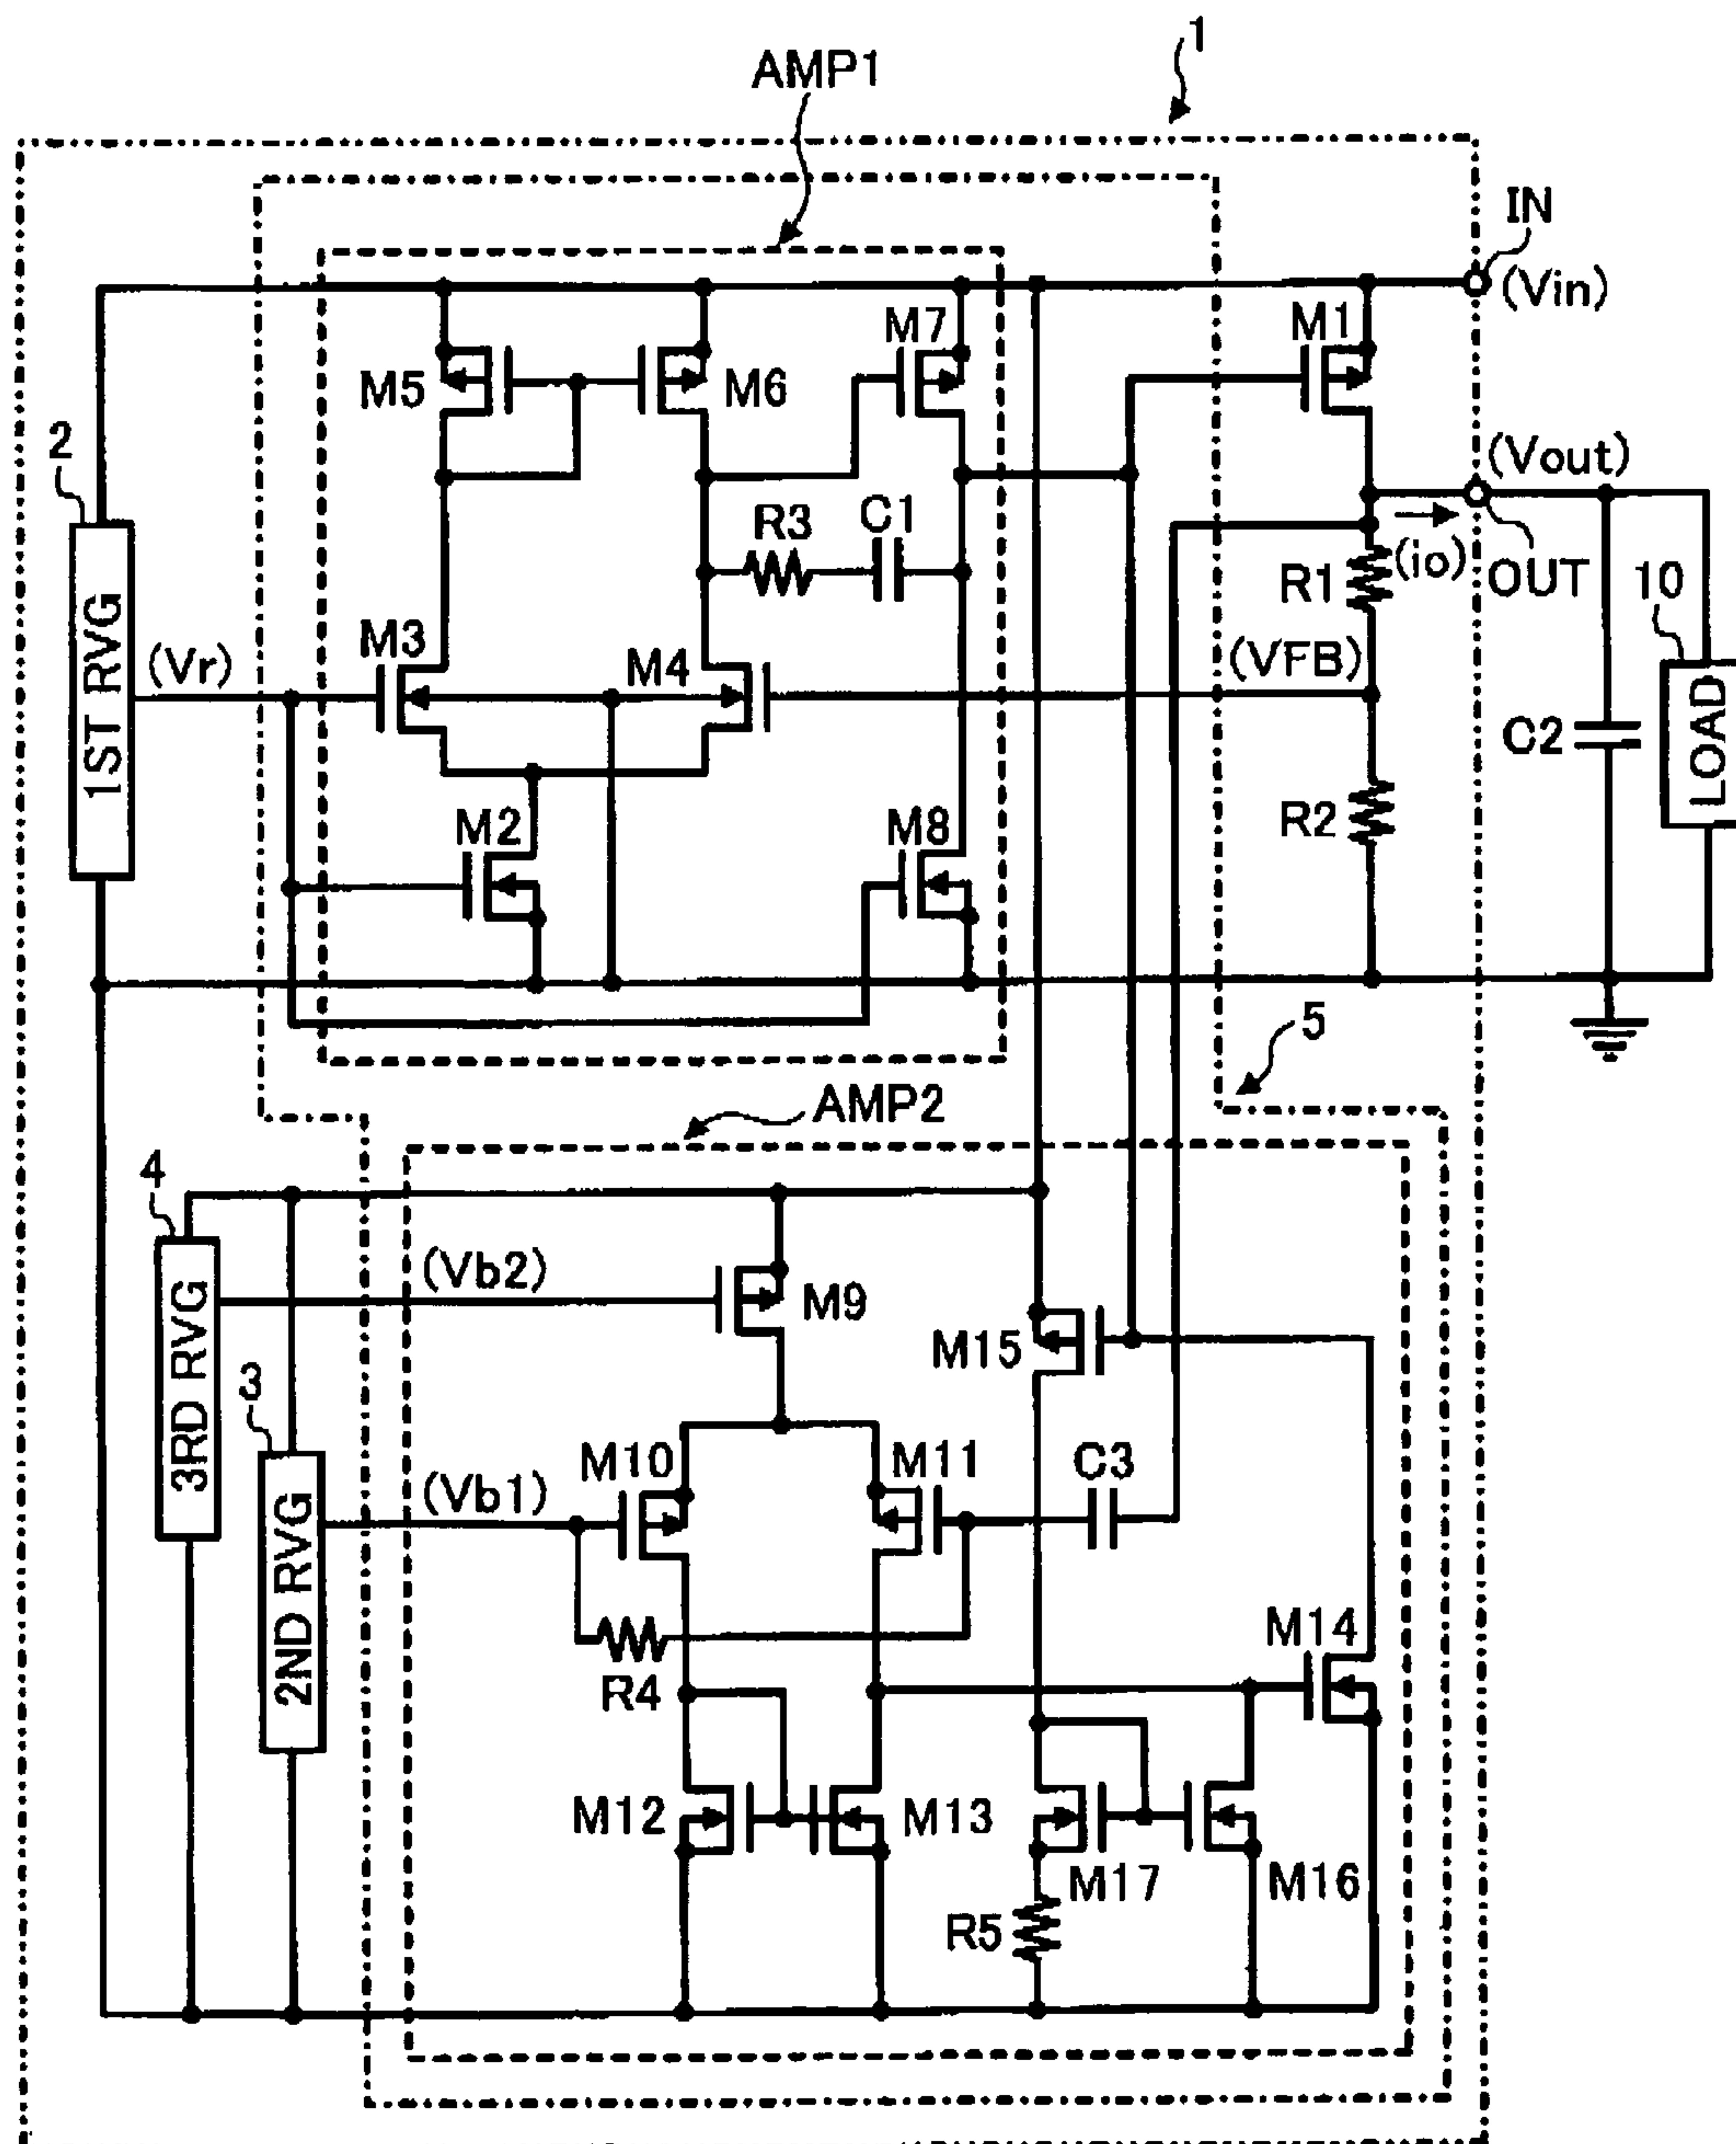 1
AMP1
IN
(Vin)
M7
M1
M5
M6
2
(Vout)
R3
C1
R1
(io)
OUT
10
1ST RVG
(Vr)
M3
M4
(VFB)
LOAD
C2
M2
M8
R2
5
AMP2
4
(Vb2)
M9
3RD RVG
M15
3
M10
M11
C3
(Vb1)
2ND RVG
M14
R4
M12
M13
M17
M16
R5